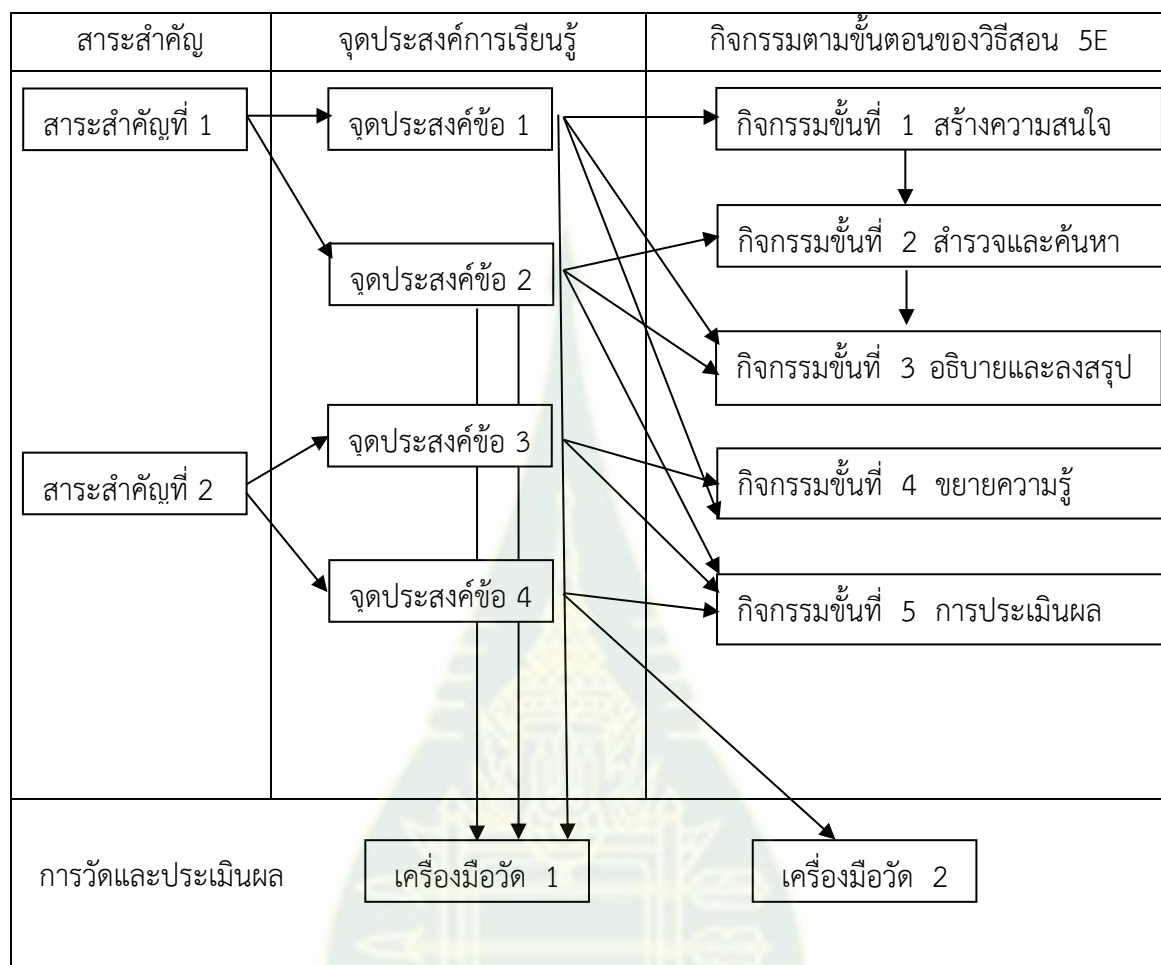 สาระสำคัญ
จุดประสงค์การเรียนรู้
กิจกรรมตามขั้นตอนของวิธีสอน 5E
สาระสำคัญที่ 1
จุดประสงค์ข้อ 1
กิจกรรมขั้นที่ 1 สร้างความสนใจ
จุดประสงค์ข้อ 2
กิจกรรมขั้นที่ 2 สำรวจและค้นหา
กิจกรรมขั้นที่ 3 อธิบายและลงสรุป
สาระสำคัญที่ 2
จุดประสงค์ข้อ 3
กิจกรรมขั้นที่ 4 ขยายความรู้
จุดประสงค์ข้อ 4
กิจกรรมขั้นที่ 5 การประเมินผล
การวัดและประเมินผล
เครื่องมือวัด 1
เครื่องมือวัด 2